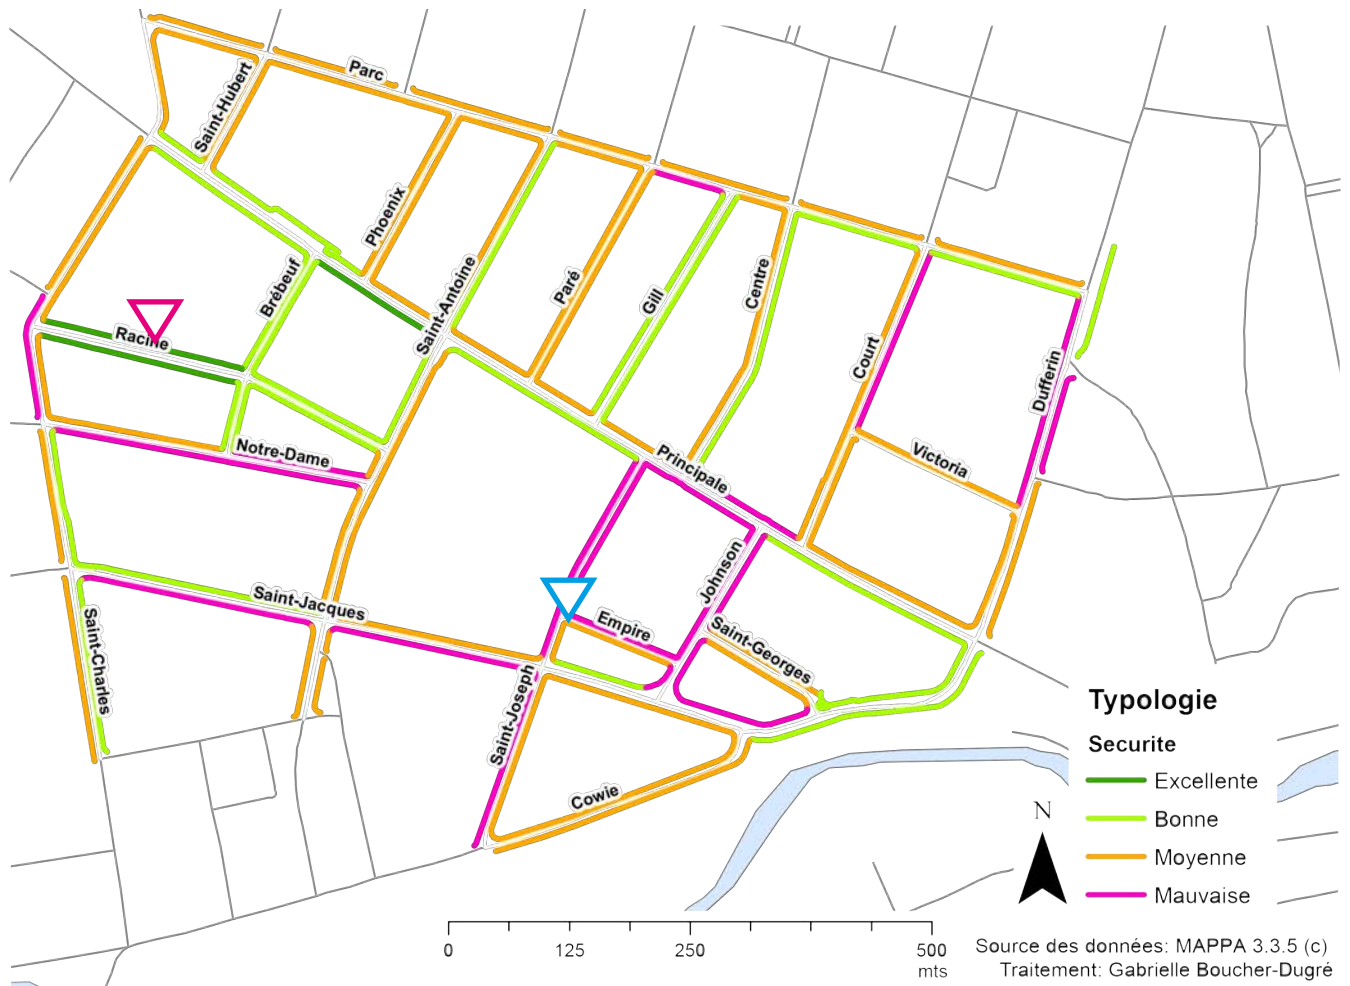 Parc
Saint-Hubert
Phoenix
Brébeuf
Saint-Antoine
Paré
Gill
Centre
Racine
Court
Dufferin
Notre-Dame
Principale
Victoria
Saint-Jacques
Johnson
Empire
Saint-Georges
Saint-Charles
Saint-Joseph
Cowie
Typologie
Securite
Excellente
Bonne
Moyenne
Mauvaise
N
0 125 250 500
mts
Source des données: MAPPA 3.3.5 (c)
Traitement: Gabrielle Boucher-Dugré